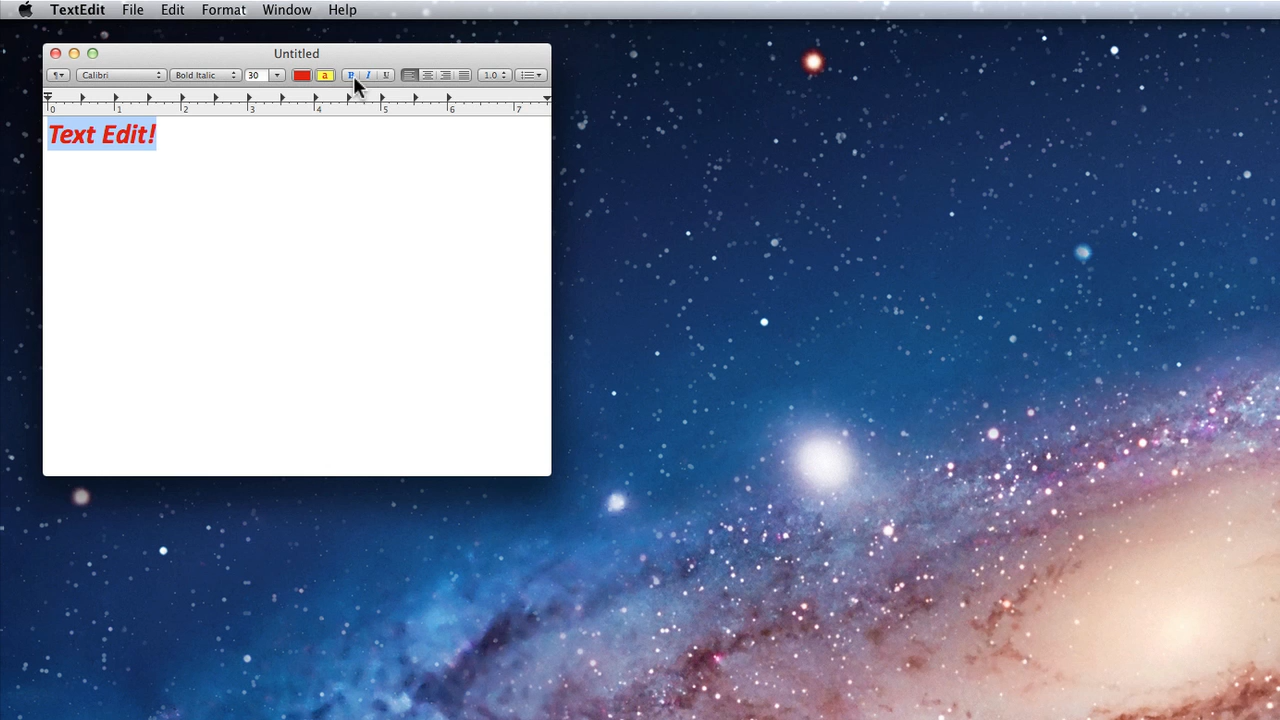 TextEdit File Edit Format Window Help
Untitled
¶ Calibri Bold Italic 30 a B I U 1.0
0 1 2 3 4 5 6 7
Text Edit!